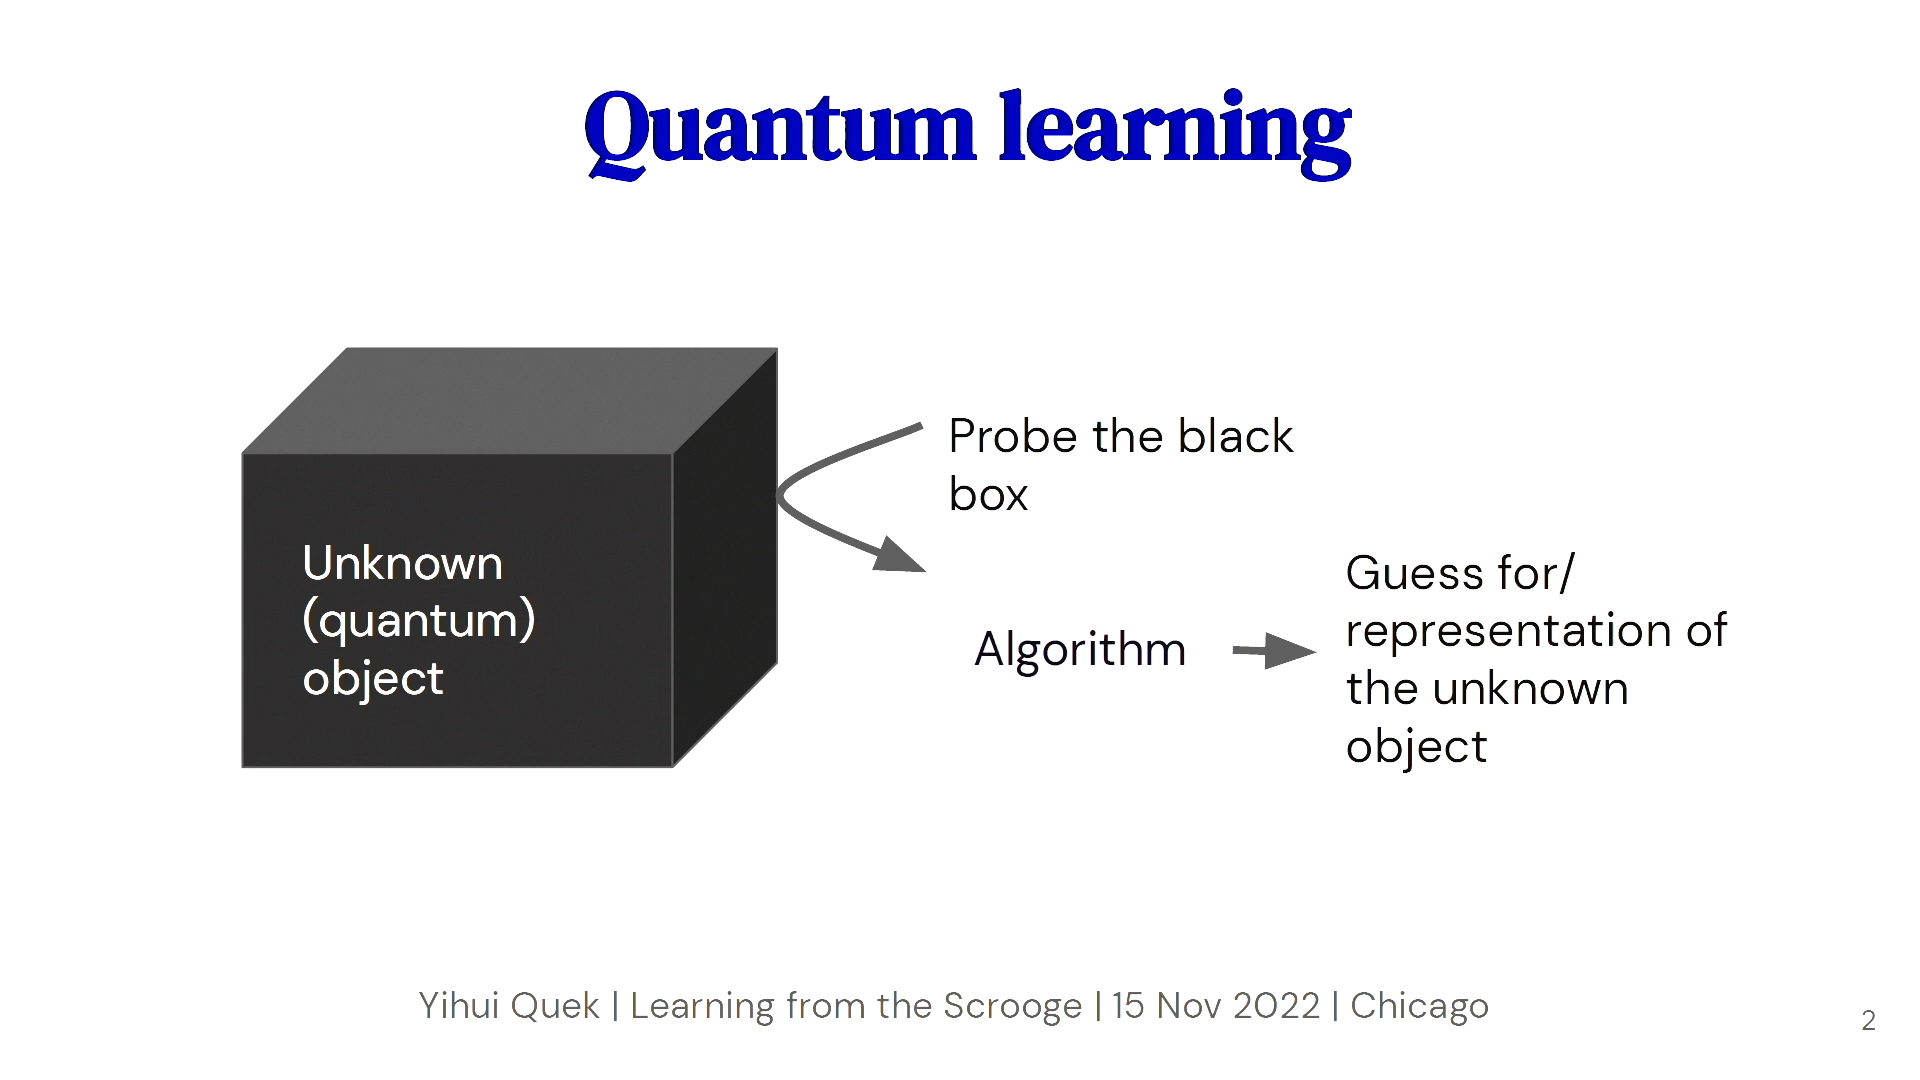 Quantum learning
Unknown
(quantum)
object
Probe the black
box
Algorithm
Guess for/
representation of
the unknown
object
Yihui Quek | Learning from the Scrooge | 15 Nov 2022 | Chicago
2